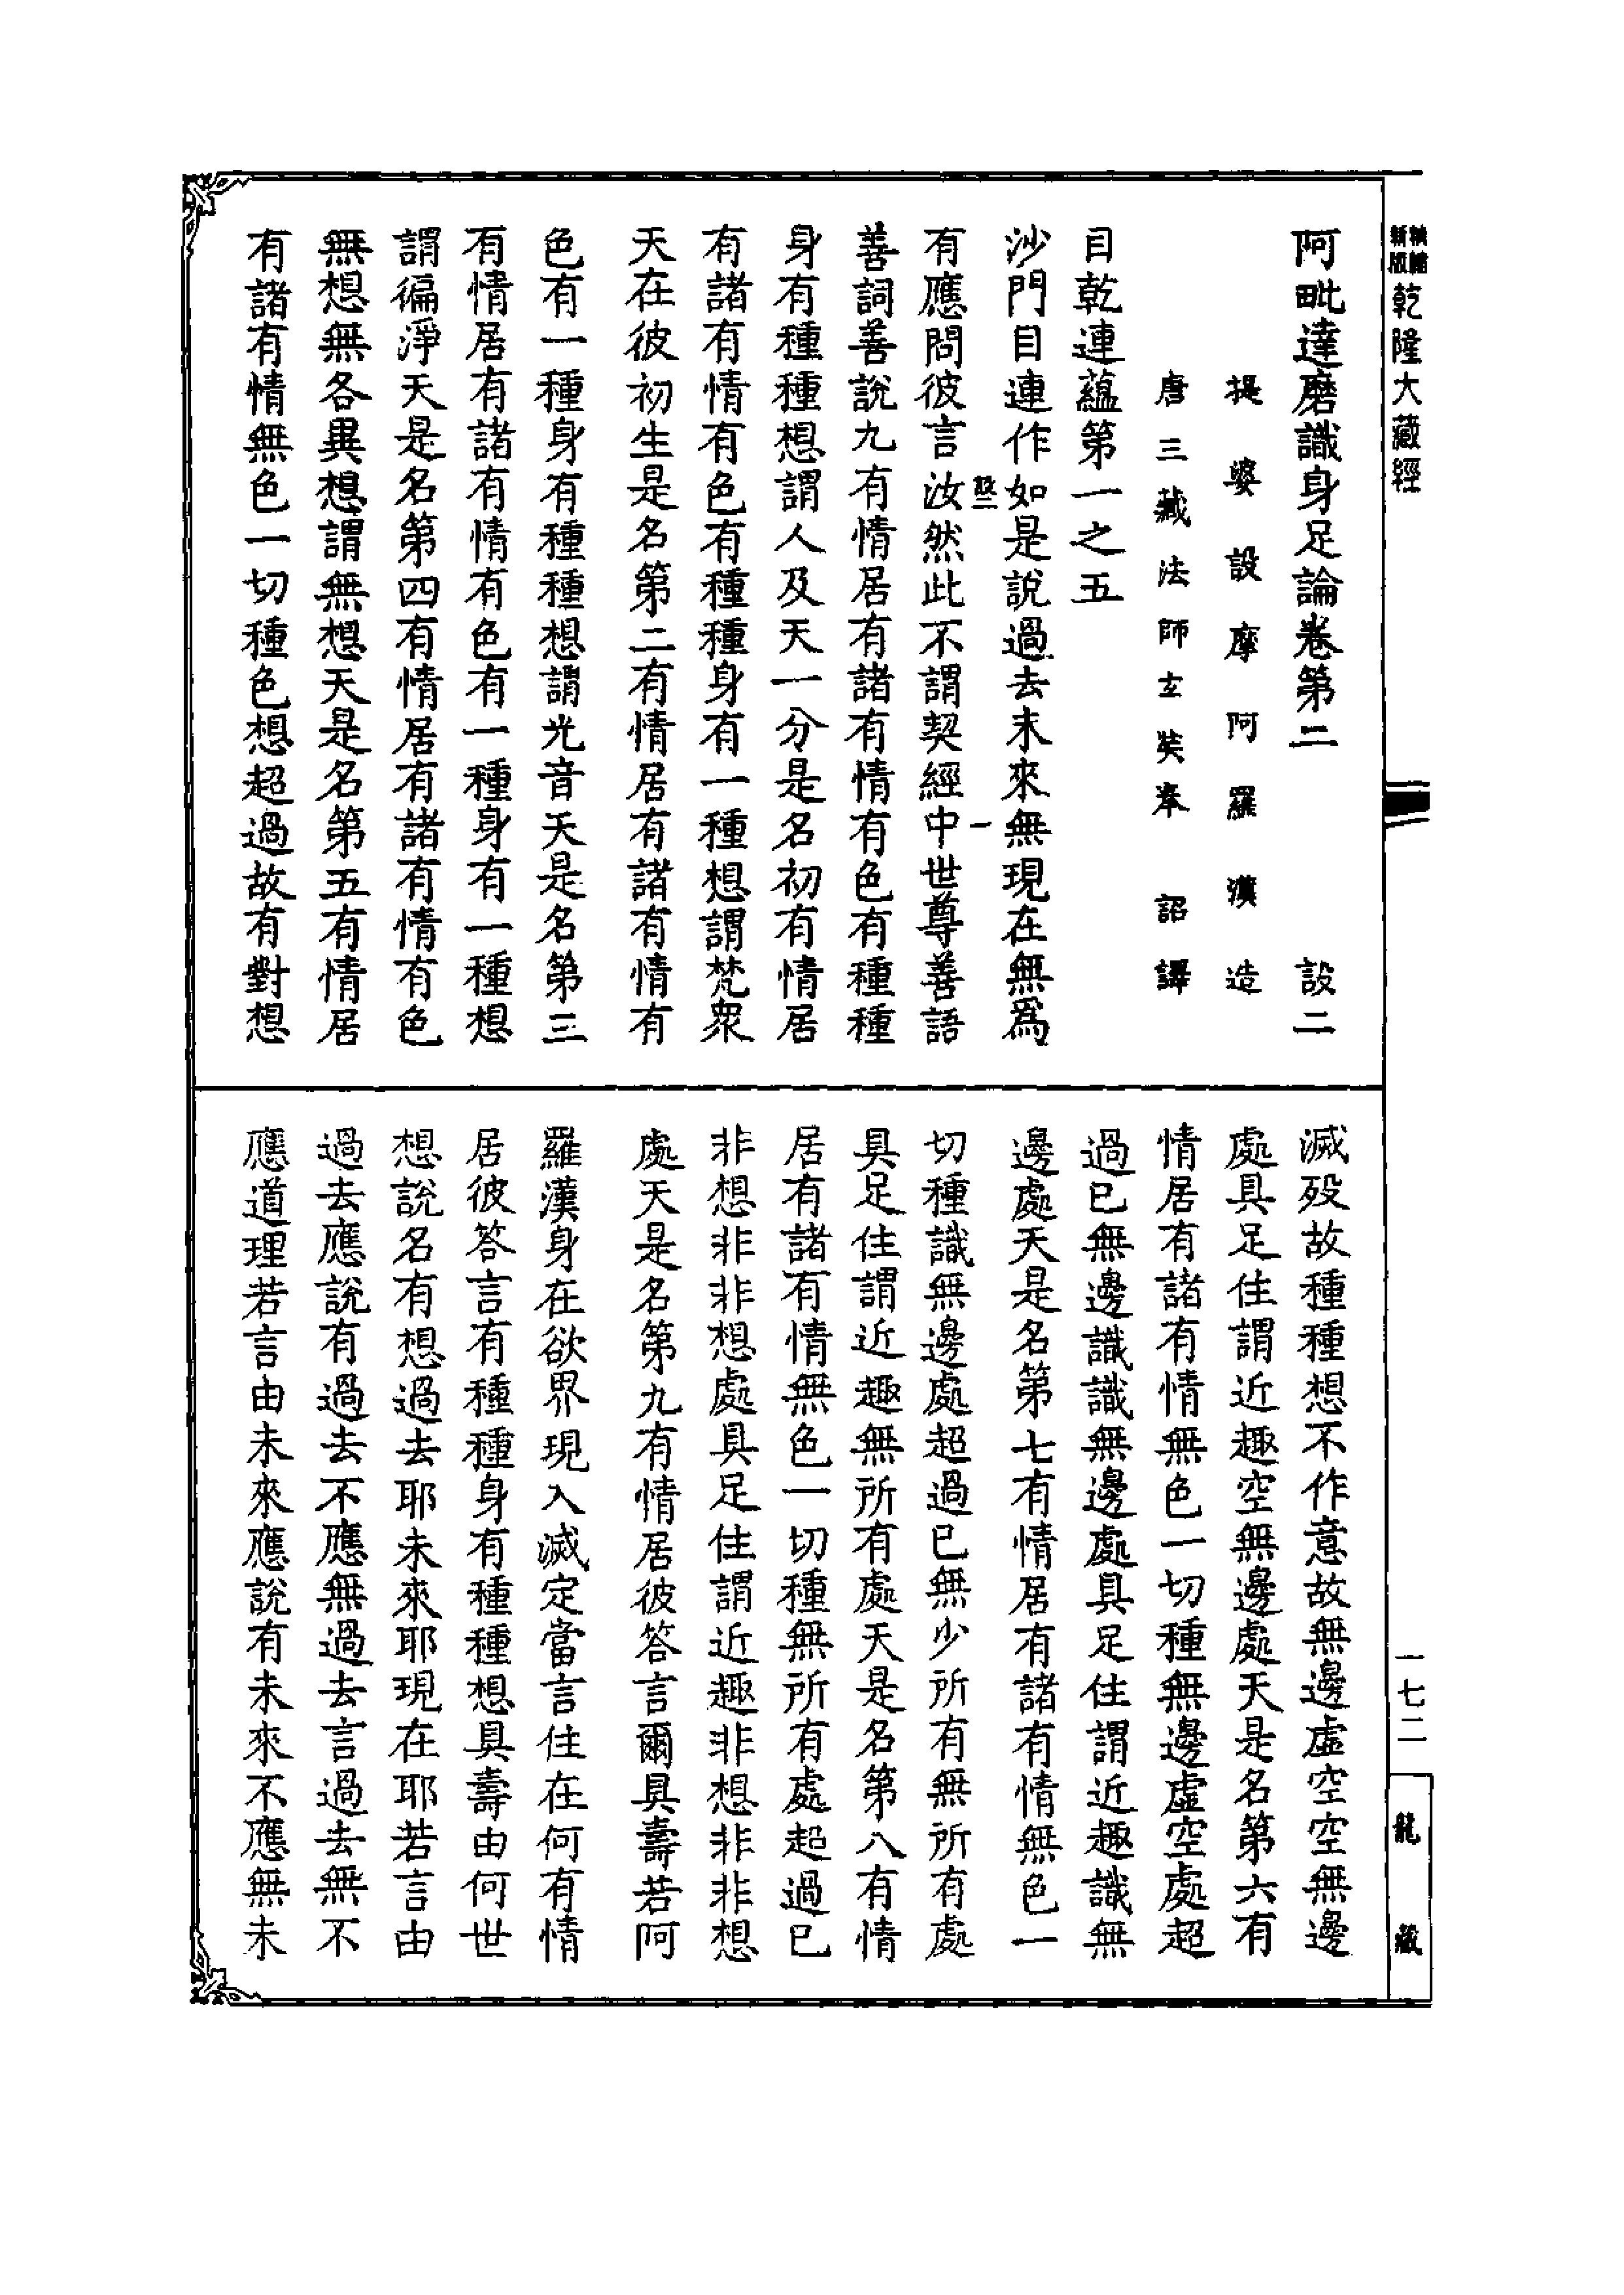 新版
精縮
乾隆大藏經
一七二
龍藏
阿毗達磨識身足論卷第二 設二
提婆設摩阿羅漢造
唐三藏法師玄奘奉詔譯
目乾連蘊第一之五
沙門目連作如是說過去未來無現在無爲
設二 一
有應問彼言汝然此不謂契經中世尊善語
善詞善說九有情居有諸有情有色有種種
身有種種想謂人及天一分是名初有情居
有諸有情有色有種種身有一種想謂梵衆
天在彼初生是名第二有情居有諸有情有
色有一種身有種種想謂光音天是名第三
有情居有諸有情有色有一種身有一種想
謂徧淨天是名第四有情居有諸有情有色
無想無各異想謂無想天是名第五有情居
有諸有情無色一切種色想超過故有對想
滅歿故種種想不作意故無邊虛空空無邊
處具足住謂近趣空無邊處天是名第六有
情居有諸有情無色一切種無邊虛空處超
過已無邊識識無邊處具足住謂近趣識無
邊處天是名第七有情居有諸有情無色一
切種識無邊處超過已無少所有無所有處
具足住謂近趣無所有處天是名第八有情
居有諸有情無色一切種無所有處超過已
非想非非想處具足住謂近趣非想非非想
處天是名第九有情居彼答言爾具壽若阿
羅漢身在欲界現入滅定當言住在何有情
居彼答言有種種身有種種想具壽由何世
想說名有想過去耶未來耶現在耶若言由
過去應說有過去不應無過去言過去無不
應道理若言由未來應說有未來不應無未